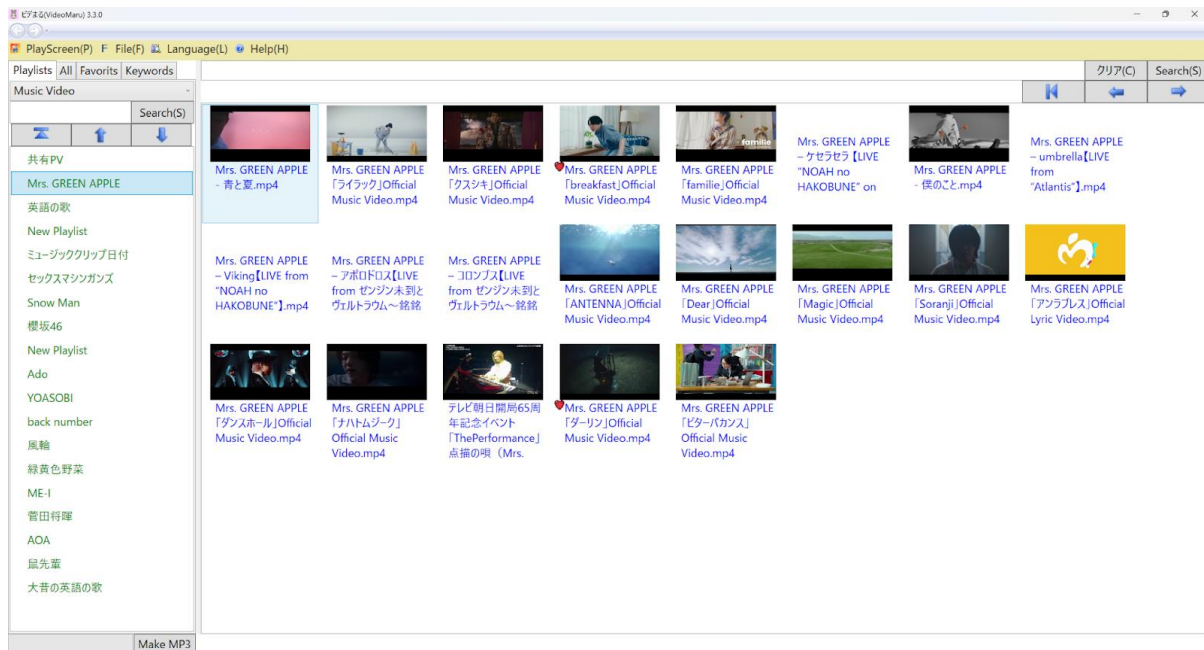 ビデまる(VideoMaru) 3.3.0
PlayScreen(P) F File(F) Language(L) Help(H)
Playlists All Favorits Keywords
クリア(C) Search(S)
Music Video
Search(S)
共有PV
Mrs. GREEN APPLE
英語の歌
New Playlist
ミュージッククリップ日付
セックスマシンガンズ
Snow Man
櫻坂46
New Playlist
Ado
YOASOBI
back number
風輪
緑黄色野菜
ME-I
菅田将暉
AOA
鼠先輩
大昔の英語の歌
Make MP3
Mrs. GREEN APPLE
- 青と夏.mp4
Mrs. GREEN APPLE
「ライラック」Official
Music Video.mp4
Mrs. GREEN APPLE
「クスシキ」Official
Music Video.mp4
Mrs. GREEN APPLE
「breakfast」Official
Music Video.mp4
familie
Mrs. GREEN APPLE
「familie」Official
Music Video.mp4
Mrs. GREEN APPLE
– ケセラセラ【LIVE
"NOAH no
HAKOBUNE" on
Mrs. GREEN APPLE
- 僕のこと.mp4
Mrs. GREEN APPLE
– umbrella【LIVE
from
"Atlantis"】.mp4
Mrs. GREEN APPLE
– Viking【LIVE from
"NOAH no
HAKOBUNE"】.mp4
Mrs. GREEN APPLE
– アポロドロス【LIVE
from ゼンジン未到と
ヴェルトラウム～銘銘
Mrs. GREEN APPLE
– コロンブス【LIVE
from ゼンジン未到と
ヴェルトラウム～銘銘
Mrs. GREEN APPLE
「ANTENNA」Official
Music Video.mp4
Mrs. GREEN APPLE
「Dear」Official
Music Video.mp4
Mrs. GREEN APPLE
「Magic」Official
Music Video.mp4
Mrs. GREEN APPLE
「Soranji」Official
Music Video.mp4
Mrs. GREEN APPLE
「アンラブレス」Official
Lyric Video.mp4
Mrs. GREEN APPLE
「ダンスホール」Official
Music Video.mp4
Mrs. GREEN APPLE
「ナハトムジーク」
Official Music
Video.mp4
テレビ朝日開局65周
年記念イベント
「ThePerformance」
点描の唄（Mrs.
Mrs. GREEN APPLE
「ダーリン」Official
Music Video.mp4
Mrs. GREEN APPLE
「ビターバカンス」
Official Music
Video.mp4